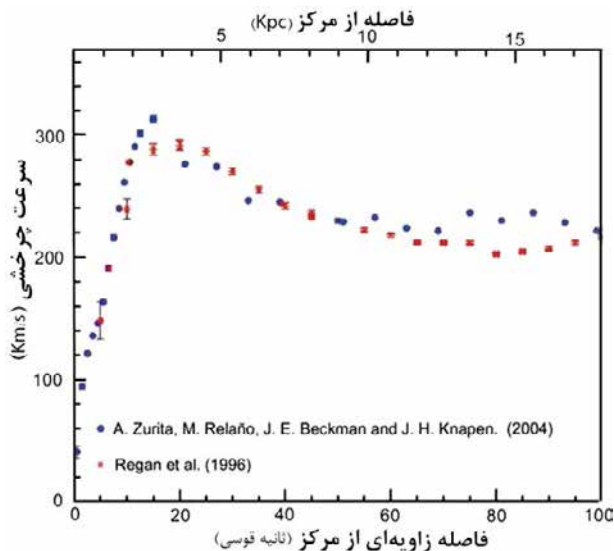 فاصله از مرکز (Kpc)
5 10 15
سرعت چرخشی (Km/s)
300
200
100
0
A. Zurita, M. Relaño, J. E. Beckman and J. H. Knapen. (2004)
Regan et al. (1996)
0 20 40 60 80 100
فاصله زاویه‌ای از مرکز (ثانیه قوسی)